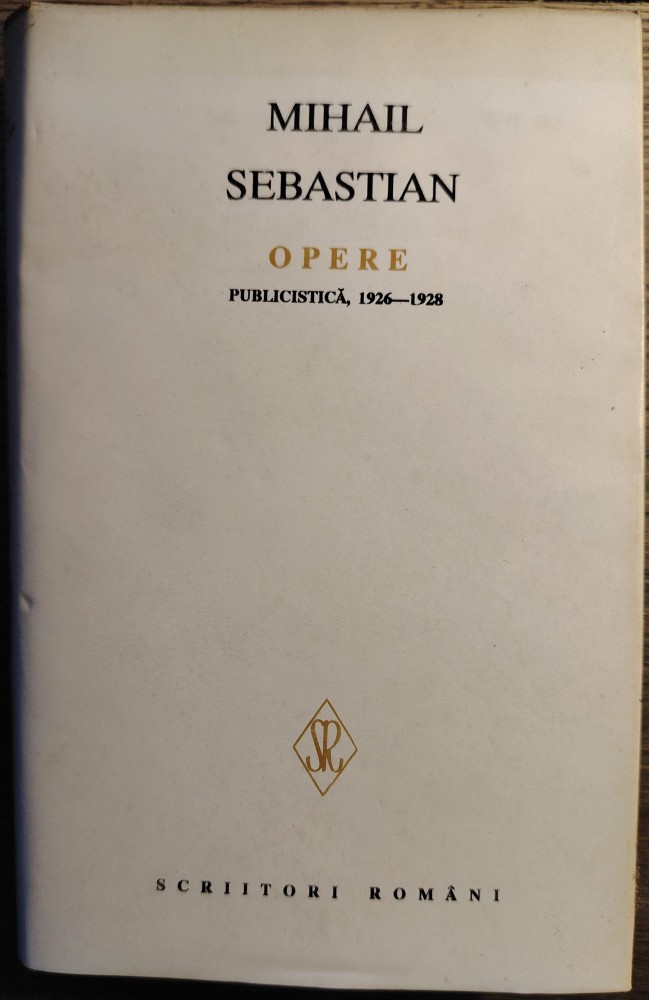 MIHAIL
SEBASTIAN
OPERE
PUBLICISTICĂ, 1926—1928
SR
SCRIITORI ROMÂNI